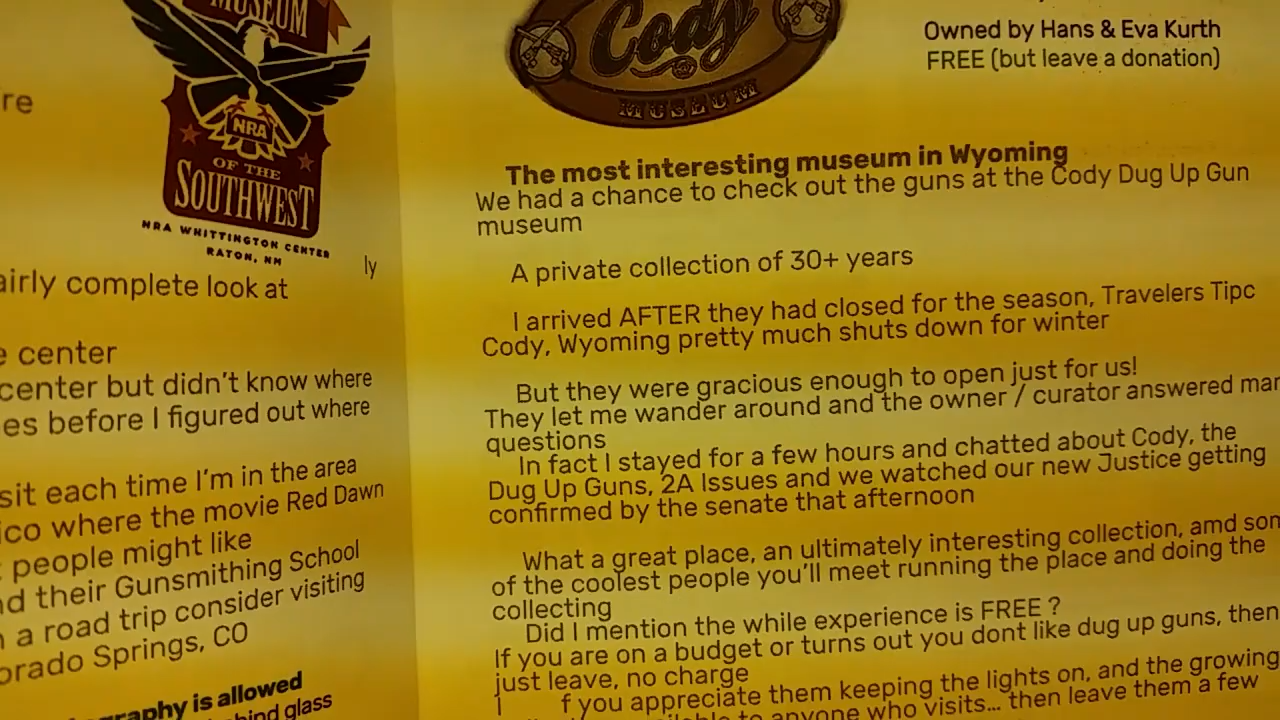 MUSEUM
NRA
OF THE
SOUTHWEST
NRA WHITTINGTON CENTER
RATON, NM
re
ly
airly complete look at
e center
center but didn't know where
es before I figured out where
sit each time I'm in the area
ico where the movie Red Dawn
people might like
nd their Gunsmithing School
a road trip consider visiting
orado Springs, CO
ography is allowed
hind glass
Cody
MUSEUM
Owned by Hans & Eva Kurth
FREE (but leave a donation)
The most interesting museum in Wyoming
We had a chance to check out the guns at the Cody Dug Up Gun
museum
A private collection of 30+ years
I arrived AFTER they had closed for the season, Travelers Tipc
Cody, Wyoming pretty much shuts down for winter
But they were gracious enough to open just for us!
They let me wander around and the owner / curator answered man
questions
In fact I stayed for a few hours and chatted about Cody, the
Dug Up Guns, 2A Issues and we watched our new Justice getting
confirmed by the senate that afternoon
What a great place, an ultimately interesting collection, amd som
of the coolest people you'll meet running the place and doing the
collecting
Did I mention the while experience is FREE ?
If you are on a budget or turns out you dont like dug up guns, then
just leave, no charge
f you appreciate them keeping the lights on, and the growing
to anyone who visits... then leave them a few